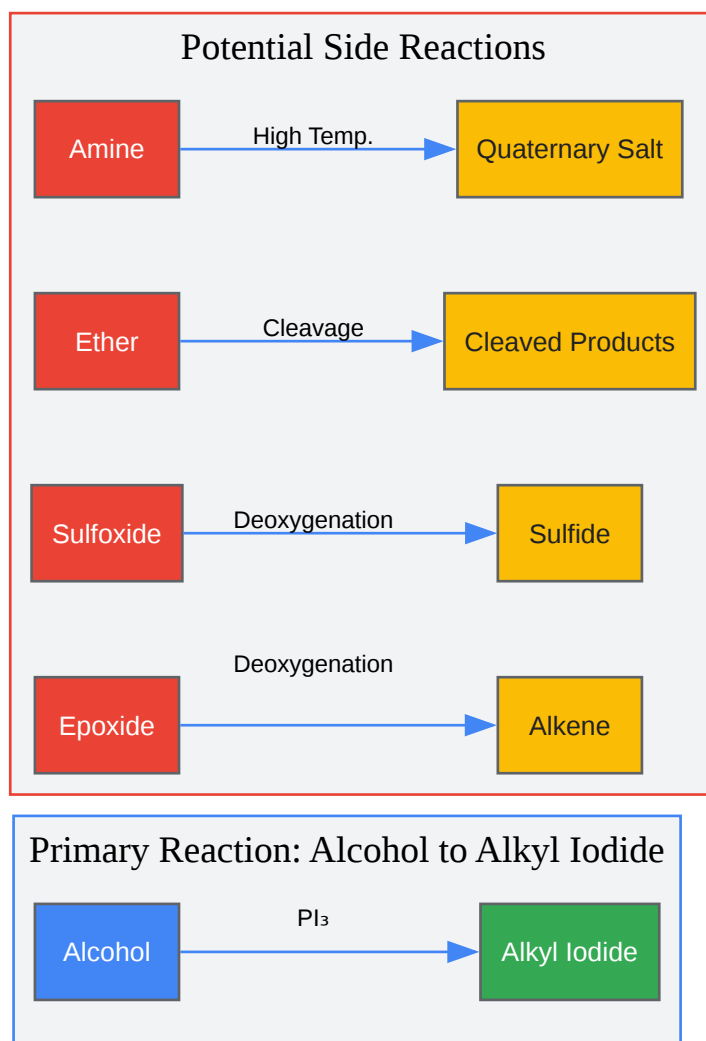 Potential Side Reactions
Amine
High Temp.
Quaternary Salt
Ether
Cleavage
Cleaved Products
Sulfoxide
Deoxygenation
Sulfide
Deoxygenation
Epoxide
Alkene
Primary Reaction: Alcohol to Alkyl Iodide
Alcohol
PI₃
Alkyl Iodide